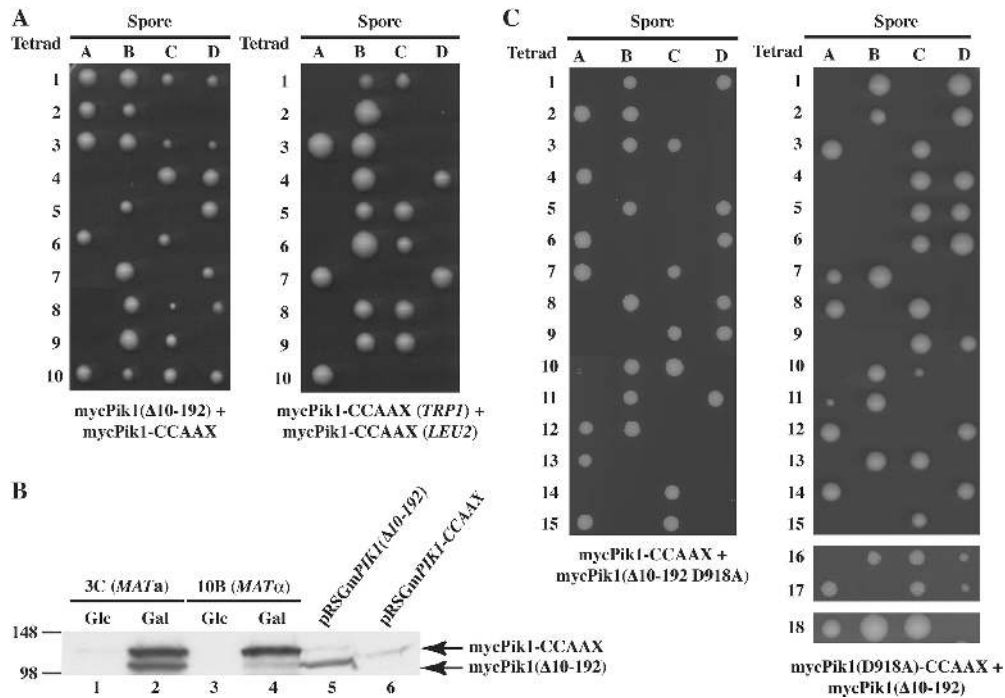 A
Spore
Tetrad
A B C D
1
2
3
4
5
6
7
8
9
10
mycPik1(Δ10-192) +
mycPik1-CCAAX
Spore
A B C D
1
2
3
4
5
6
7
8
9
10
mycPik1-CCAAX (TRP1) +
mycPik1-CCAAX (LEU2)
B
3C (MATa)
10B (MATα)
Glc Gal Glc Gal
pRSGmPIK1(Δ10-192)
pRSGmPIK1-CCAAX
148
98
mycPik1-CCAAX
mycPik1(Δ10-192)
1 2 3 4 5 6
C
Spore
Tetrad
A B C D
1
2
3
4
5
6
7
8
9
10
11
12
13
14
15
mycPik1-CCAAX +
mycPik1(Δ10-192 D918A)
Spore
Tetrad
A B C D
1
2
3
4
5
6
7
8
9
10
11
12
13
14
15
16
17
18
mycPik1(D918A)-CCAAX +
mycPik1(Δ10-192)